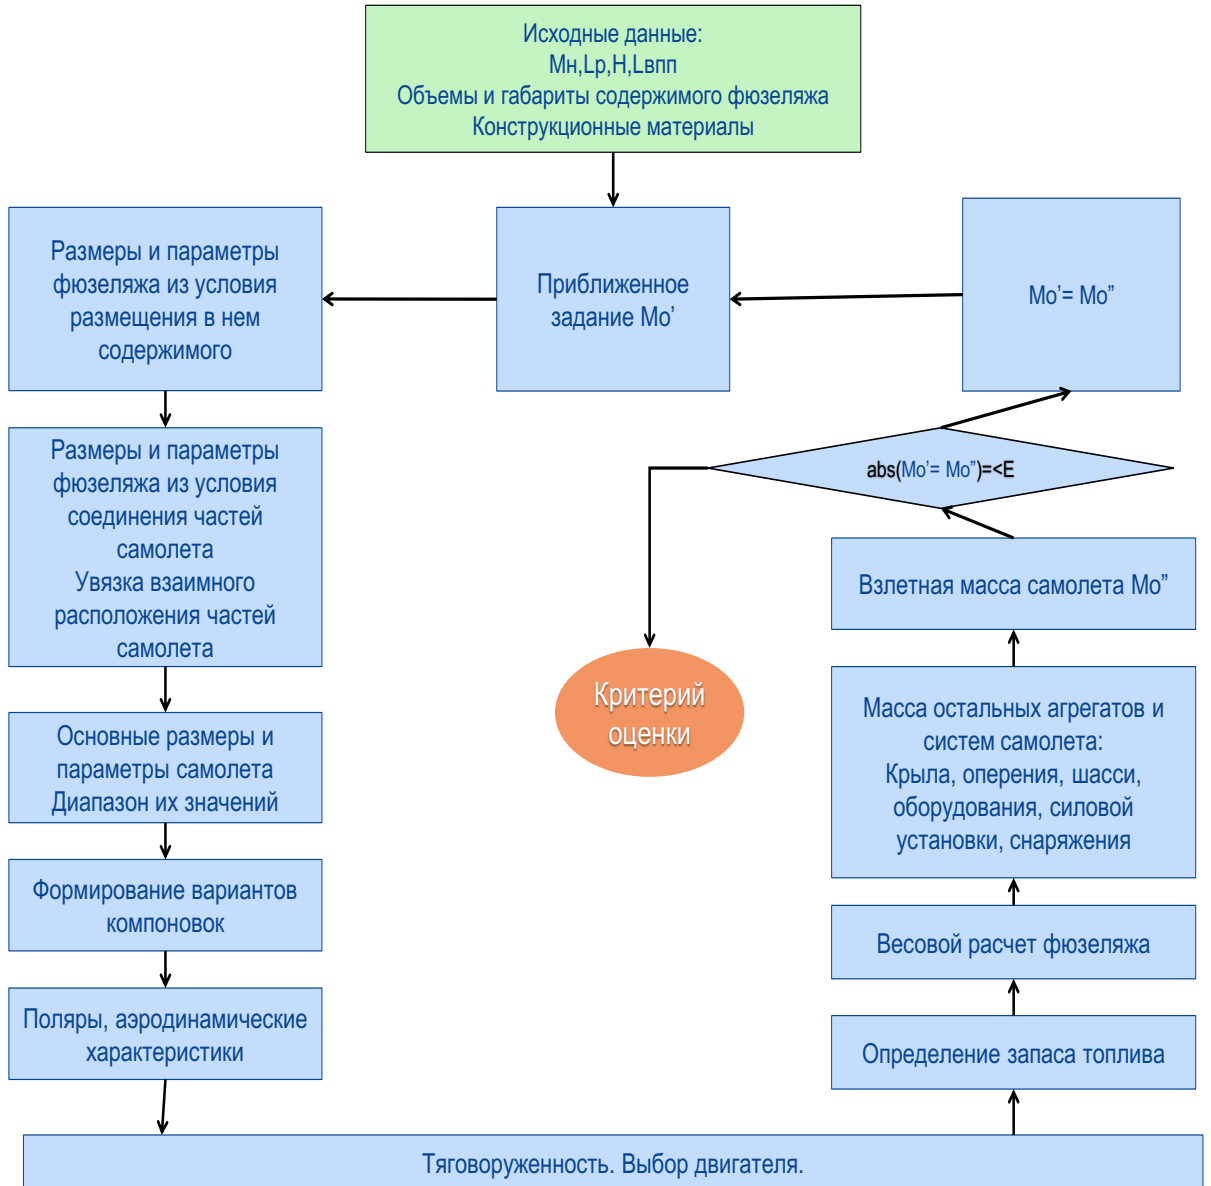 Исходные данные:
Мн,Lр,Н,Lвпп
Объемы и габариты содержимого фюзеляжа
Конструкционные материалы
Размеры и параметры
фюзеляжа из условия
размещения в нем
содержимого
Приближенное
задание Мо’
Мо’= Мо”
Размеры и параметры
фюзеляжа из условия
соединения частей
самолета
Увязка взаимного
расположения частей
самолета
abs(Мо’= Мо”)=<E
Взлетная масса самолета Мо”
Критерий
оценки
Масса остальных агрегатов и
систем самолета:
Крыла, оперения, шасси,
оборудования, силовой
установки, снаряжения
Основные размеры и
параметры самолета
Диапазон их значений
Формирование вариантов
компоновок
Весовой расчет фюзеляжа
Поляры, аэродинамические
характеристики
Определение запаса топлива
Тяговоруженность. Выбор двигателя.